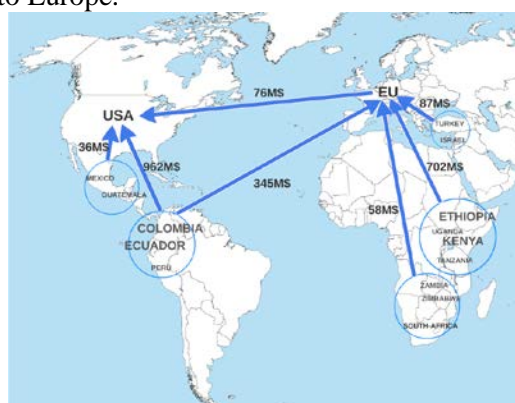 to Europe.
76M$
EU
87M$
USA
TURKEY
ISRAEL
36M$
962M$
702M$
MEXICO
GUATEMALA
345M$
58M$
COLOMBIA
ECUADOR
PERU
ETHIOPIA
UGANDA
KENYA
TANZANIA
ZAMBIA
ZIMBABWE
SOUTH-AFRICA